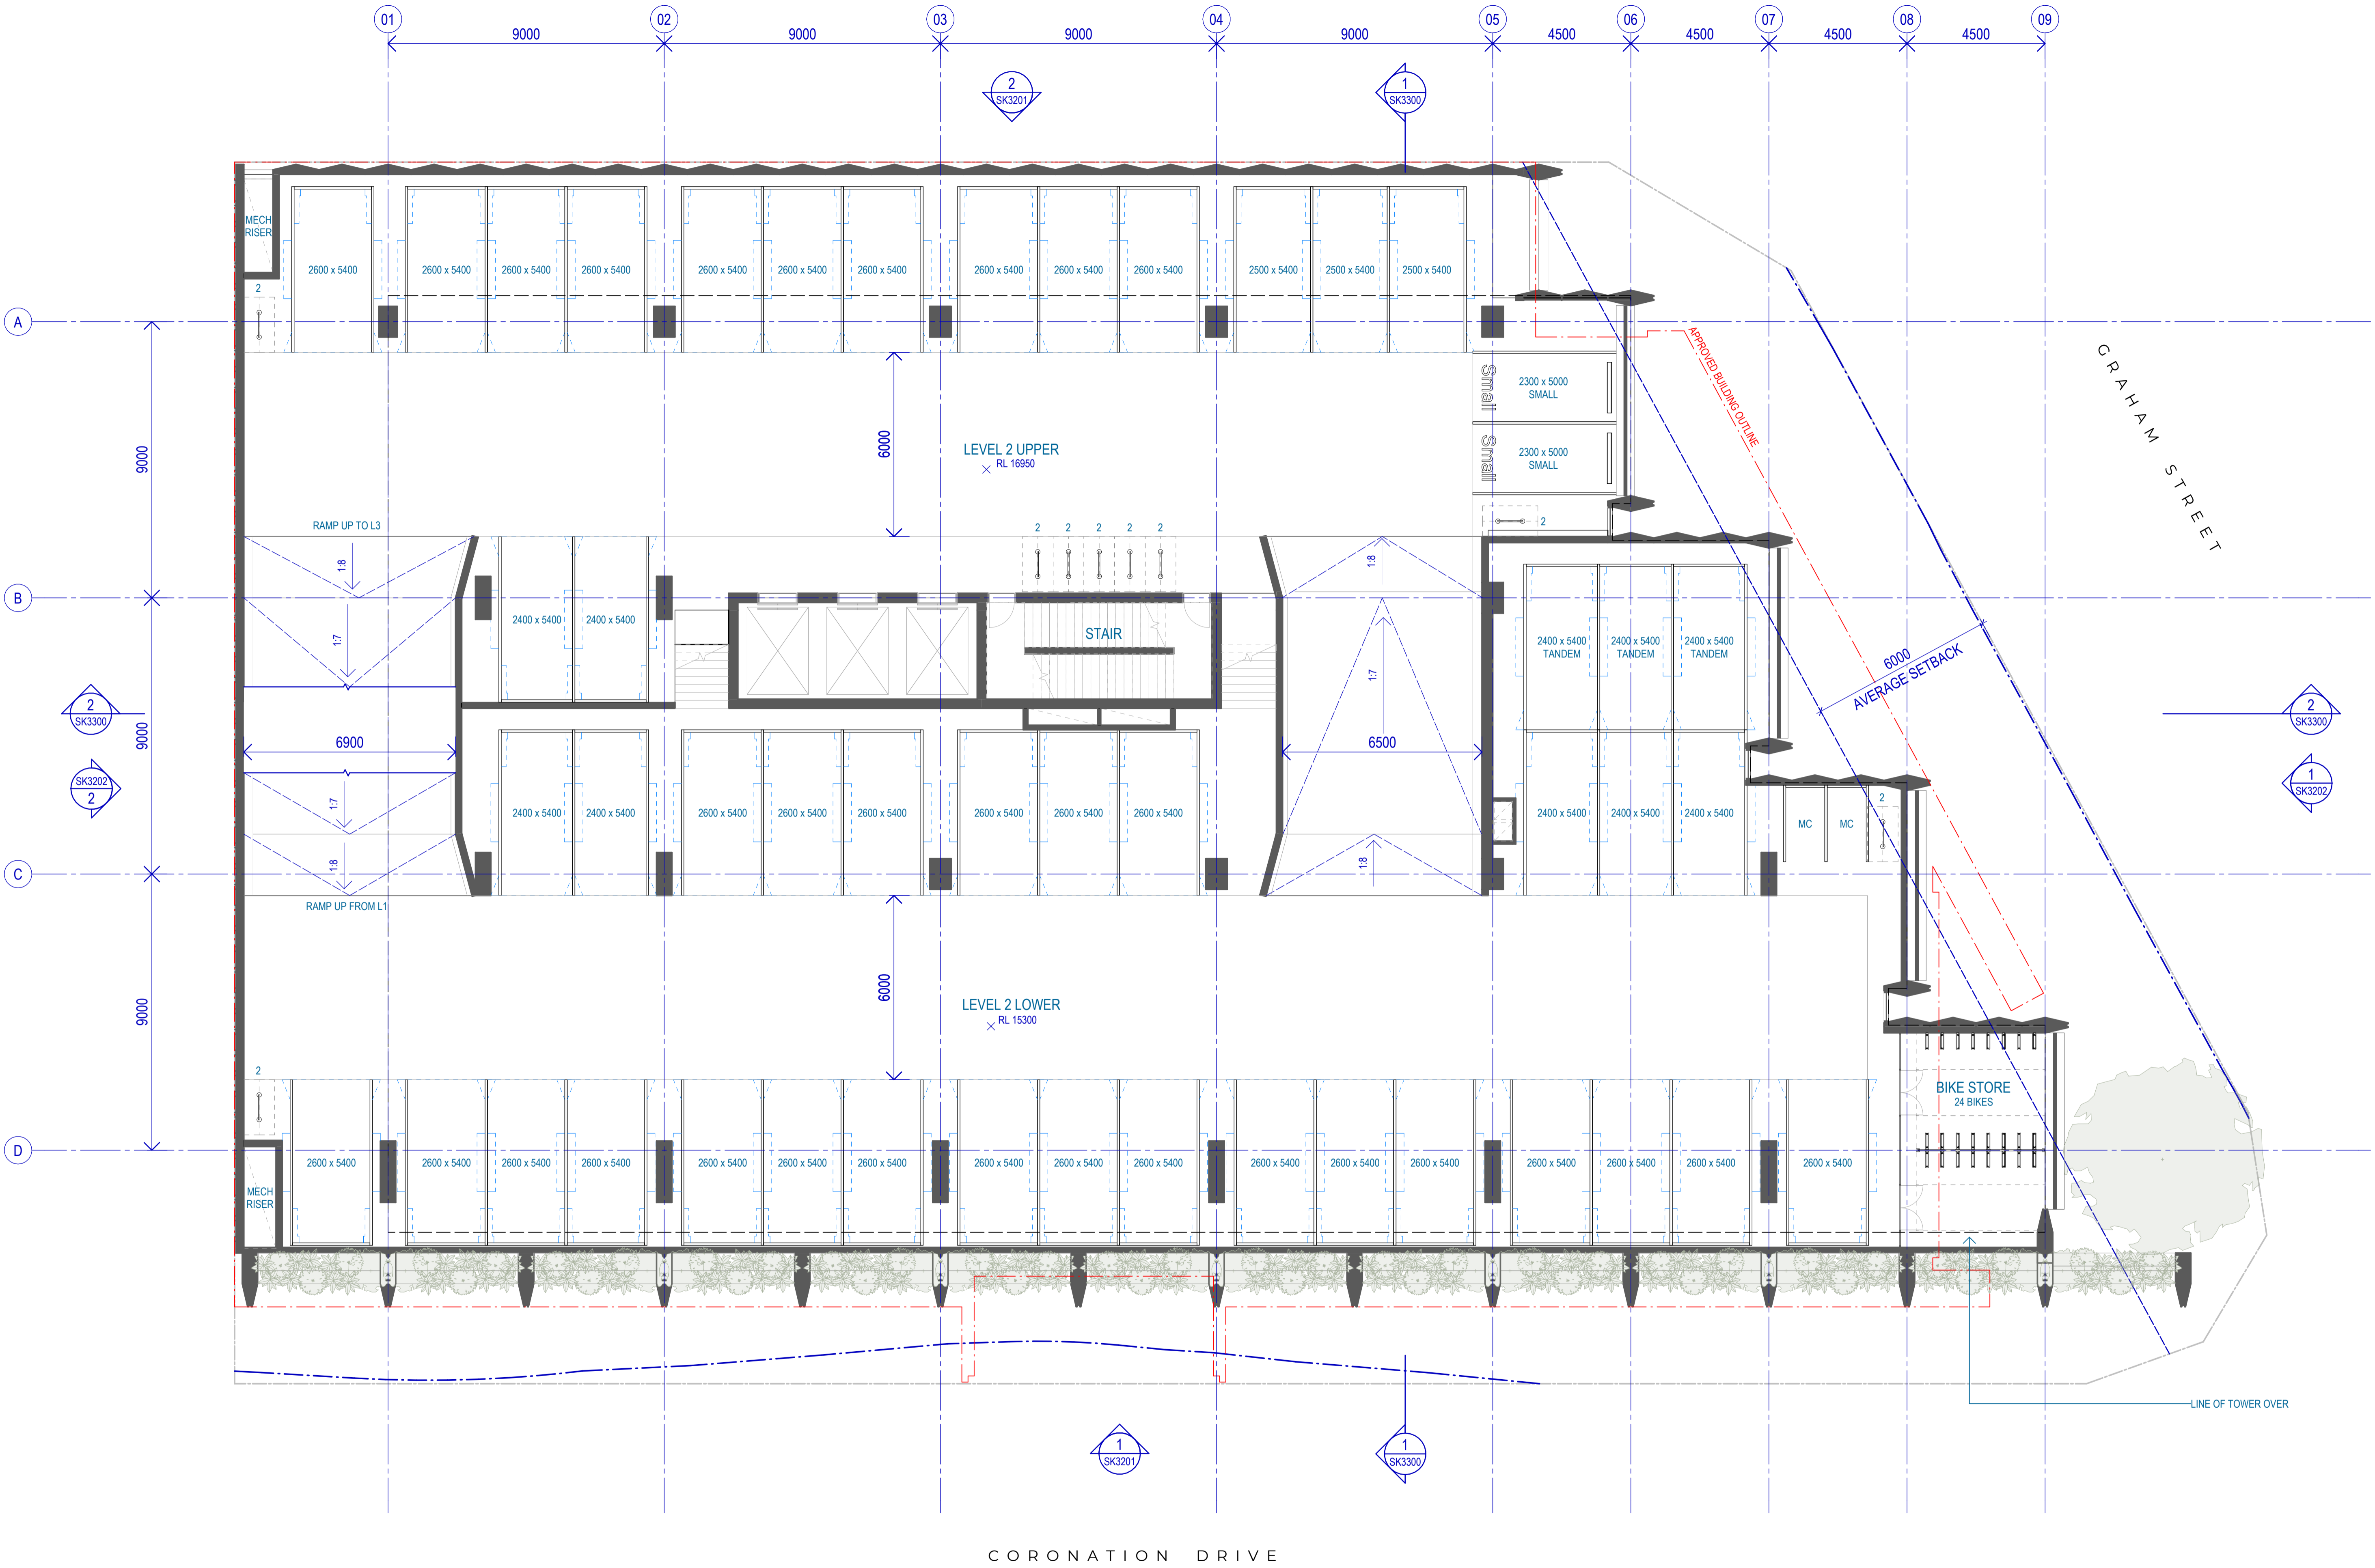 01 02 03 04 05 06 07 08 09
9000 9000 9000 9000 4500 4500 4500 4500
2
SK3201
1
SK3300
MECH
RISER
2600 x 5400 2600 x 5400 2600 x 5400 2600 x 5400 2600 x 5400 2600 x 5400 2600 x 5400 2600 x 5400 2600 x 5400 2600 x 5400 2500 x 5400 2500 x 5400 2500 x 5400
2
A
APPROVED BUILDING OUTLINE
GRAHAM STREET
2300 x 5000
SMALL
Small
9000
6000
LEVEL 2 UPPER
RL 16950
2300 x 5000
SMALL
Small
RAMP UP TO L3
2 2 2 2 2
2
1:8
1:8
B
2400 x 5400 2400 x 5400
STAIR
1:7
1:7
2400 x 5400
TANDEM
2400 x 5400
TANDEM
2400 x 5400
TANDEM
6000
AVERAGE SETBACK
2
SK3300
2
SK3300
9000
6900
6500
SK3202
2
1
SK3202
1:7
2400 x 5400 2400 x 5400 2600 x 5400 2600 x 5400 2600 x 5400 2600 x 5400 2600 x 5400 2600 x 5400 2400 x 5400 2400 x 5400 2400 x 5400
MC MC
2
1:8
1:8
C
RAMP UP FROM L1
9000
6000
LEVEL 2 LOWER
RL 15300
2
BIKE STORE
24 BIKES
D
2600 x 5400 2600 x 5400 2600 x 5400 2600 x 5400 2600 x 5400 2600 x 5400 2600 x 5400 2600 x 5400 2600 x 5400 2600 x 5400 2600 x 5400 2600 x 5400 2600 x 5400 2600 x 5400 2600 x 5400 2600 x 5400 2600 x 5400
MECH
RISER
LINE OF TOWER OVER
1
SK3201
1
SK3300
CORONATION DRIVE